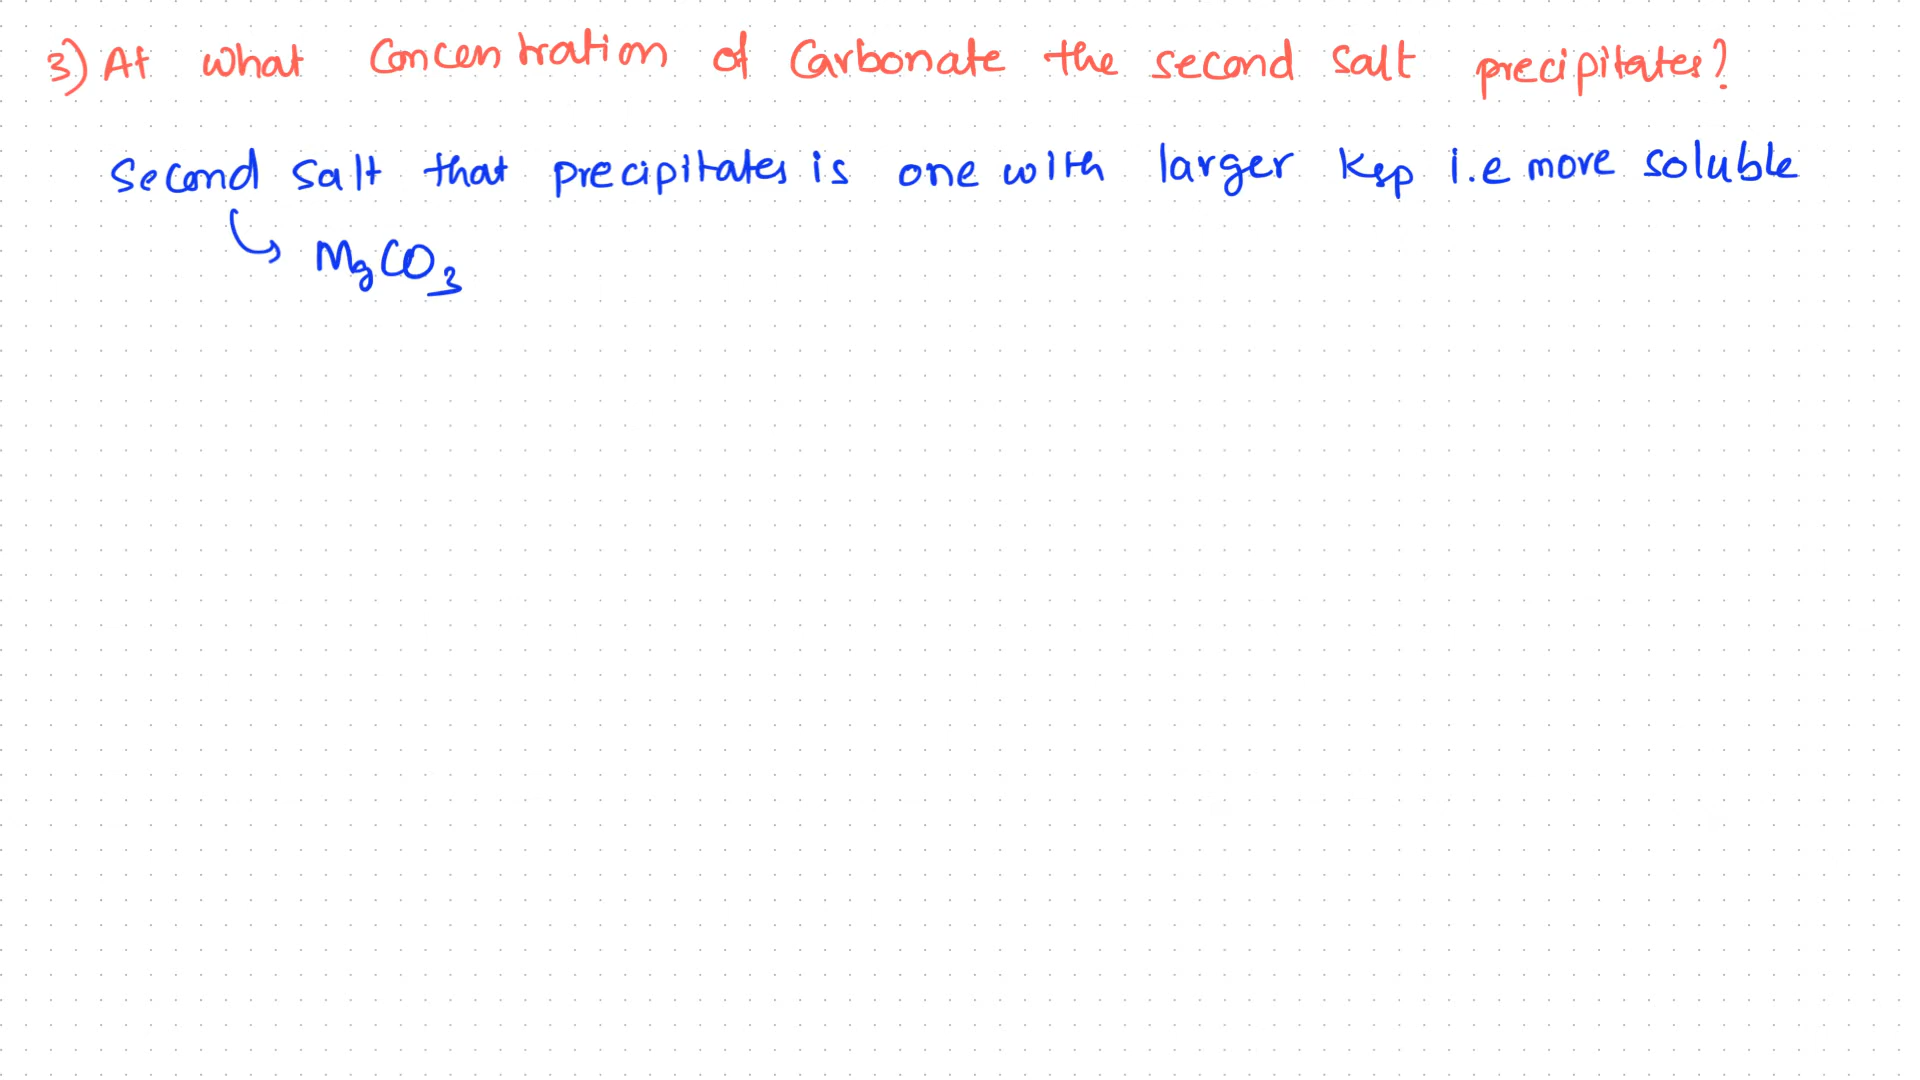 3) At what Concentration of Carbonate the second salt precipitates?
Second salt that precipitates is one with larger Ksp i.e more soluble
↳ MgCO3